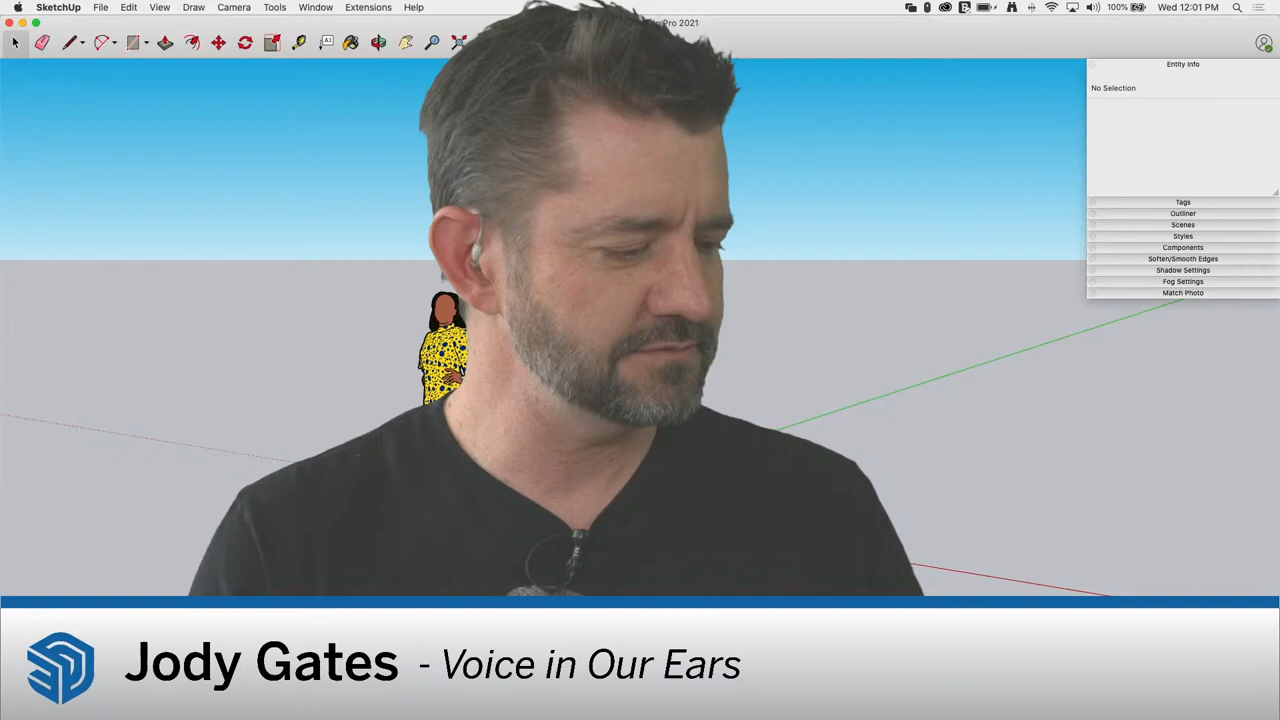 SketchUp File Edit View Draw Tools Camera Window Extensions Help 100% Wed 12:01 PM
Pro 2021
Entity Info
No Selection
Tags
Outliner
Scenes
Styles
Components
Soften/Smooth Edges
Shadow Settings
Fog Settings
Match Photo
Jody Gates - Voice in Our Ears